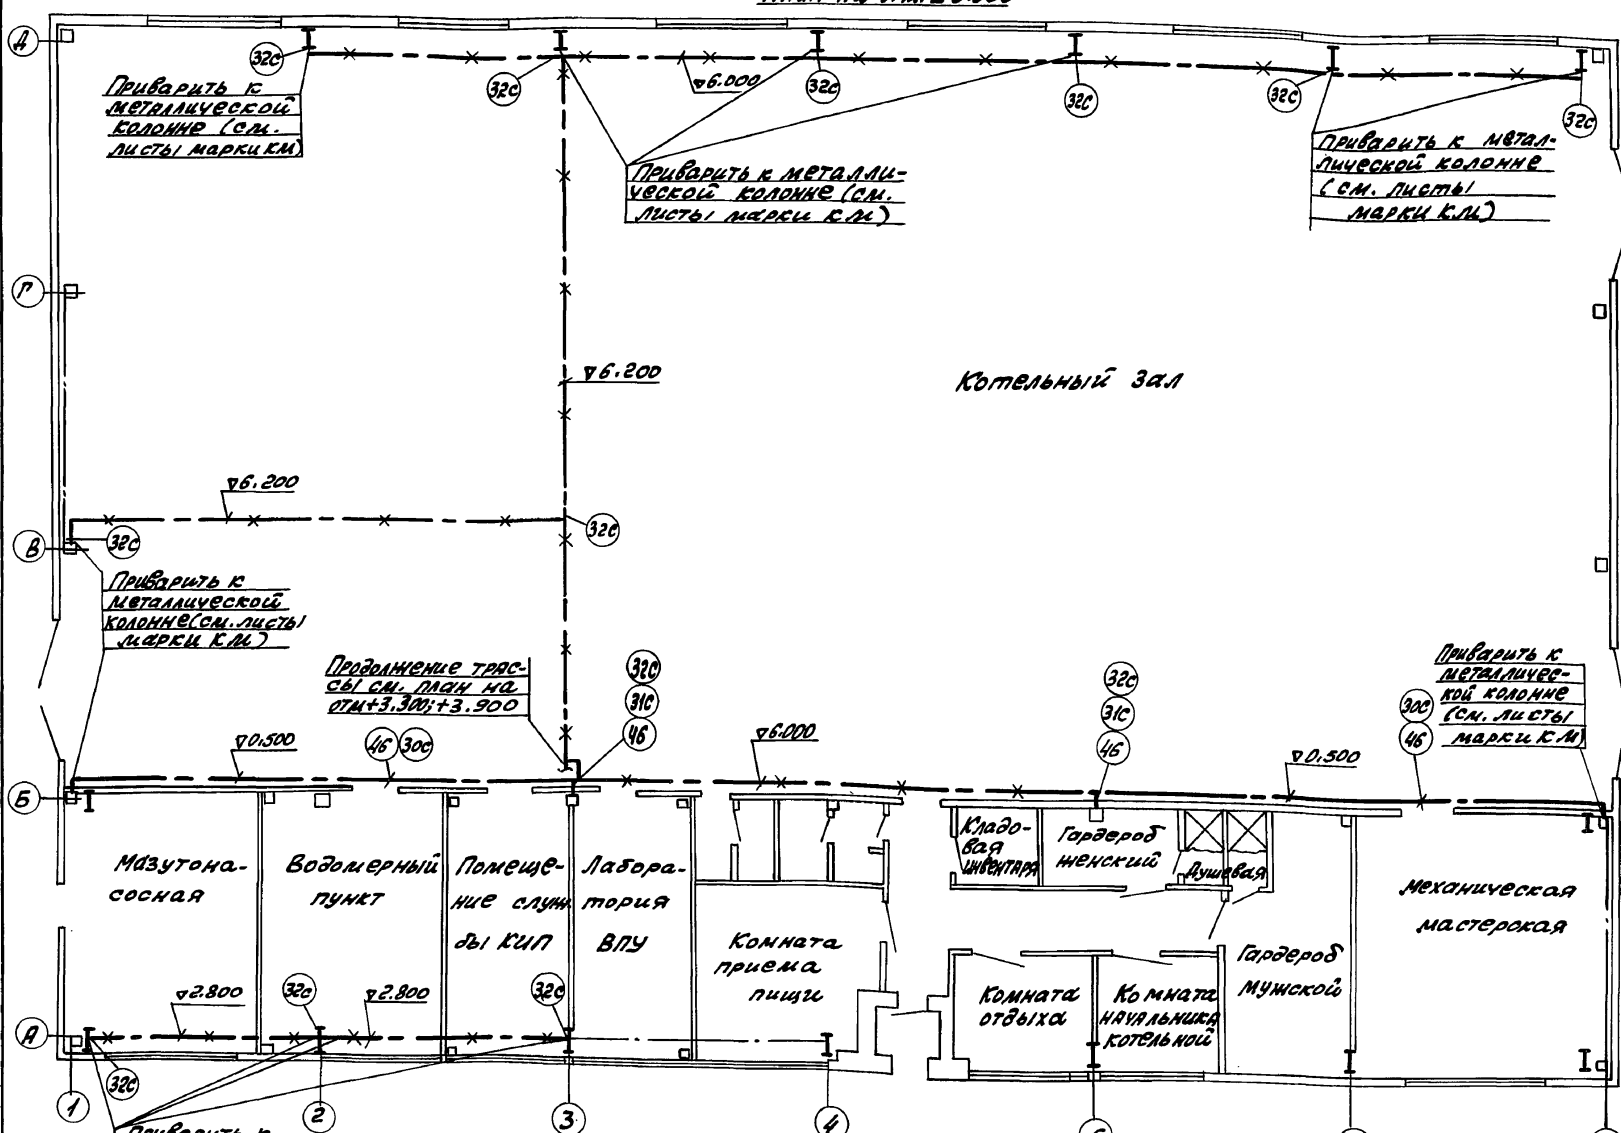 Д
32с
32с
▽6.000
32с
32с
32с
32с
Приварить к
металлической
колонне (см.
листы марки КМ)
Приварить к металли-
ческой колонне (см.
листы марки КМ)
Приварить к метал-
лической колонне
(см. листы
марки КМ)
Г
▽6.200
Котельный зал
▽6.200
В
32с
32с
Приварить к
металлической
колонне (см. листы
марки КМ)
Продолжение трас-
сы см. план на
отм+3.300;+3.900
32с
31с
46
32с
31с
46
30с
46
Приварить к
металличес-
кой колонне
(см. листы
марки КМ)
▽0.500
46 30с
▽6.000
▽0.500
Б
Мазутона-
сосная
Водомерный
пункт
Помеще-
ние служ
бы КИП
Лабора-
тория
ВПУ
Комната
приема
пищи
Кладо-
вая
инвентаря
Гардероб
женский
Душевая
Комната
отдыха
Комната
начальника
котельной
Гардероб
мужской
Механическая
мастерская
▽2.800
32с
▽2.800
32с
А
32с
1
2
3
4
Приварить к